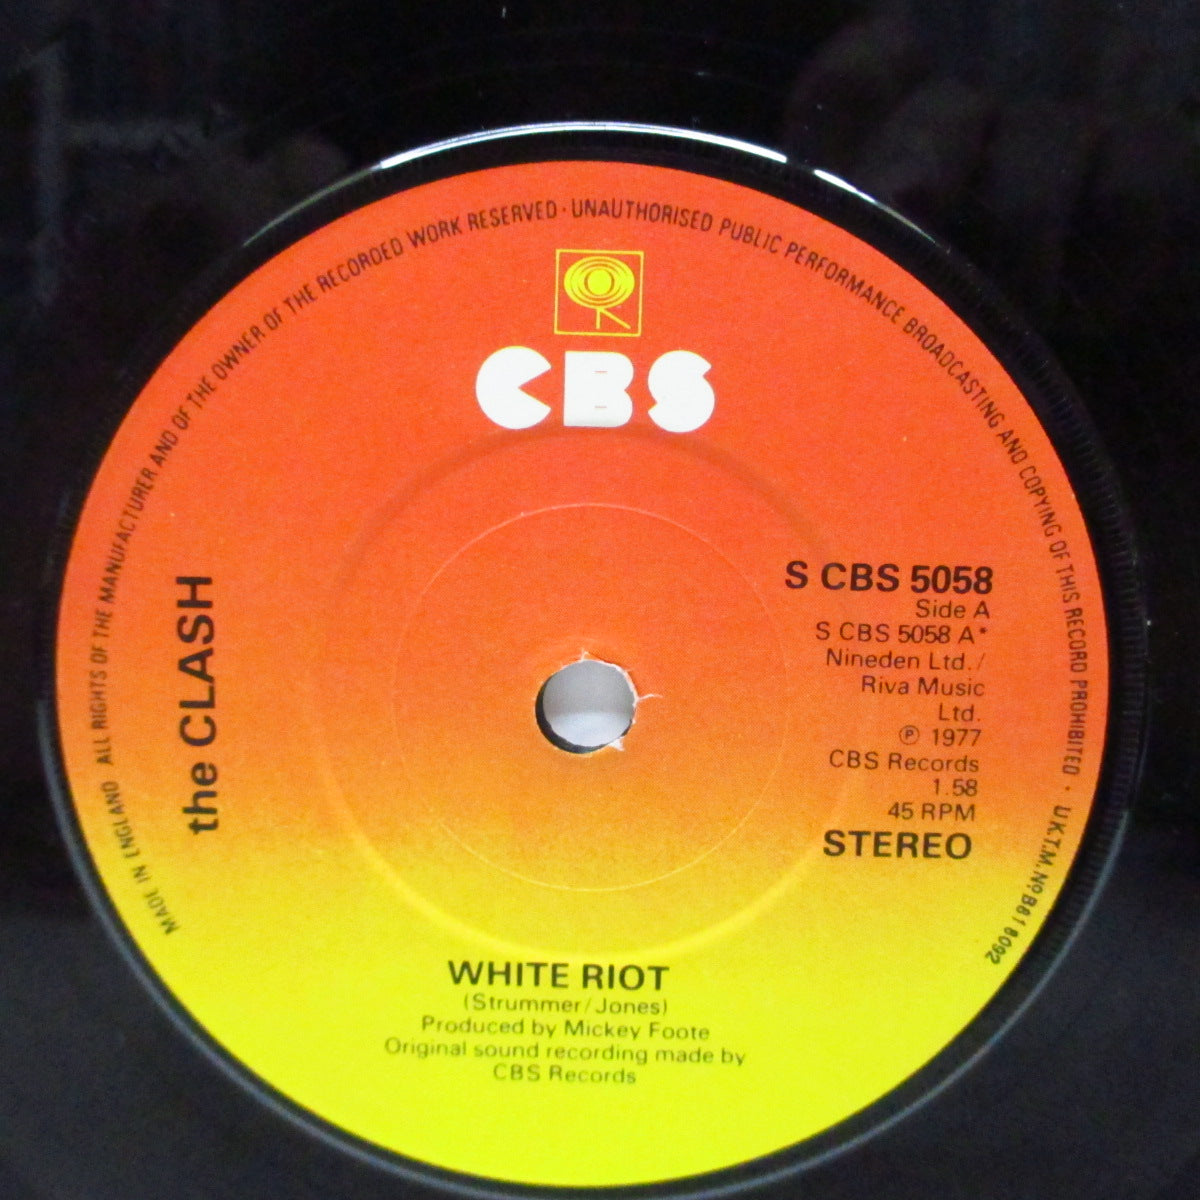 MADE IN ENGLAND ALL RIGHTS OF THE MANUFACTURER AND OF THE OWNER OF THE RECORDED WORK RESERVED · UNAUTHORISED PUBLIC PERFORMANCE BROADCASTING AND COPYING OF THIS RECORD PROHIBITED · U.K.T.M. Nº B618092
CBS
the CLASH
S CBS 5058
Side A
S CBS 5058 A*
Nineden Ltd./
Riva Music
Ltd.
℗ 1977
CBS Records
1.58
45 RPM
STEREO
WHITE RIOT
(Strummer/Jones)
Produced by Mickey Foote
Original sound recording made by
CBS Records